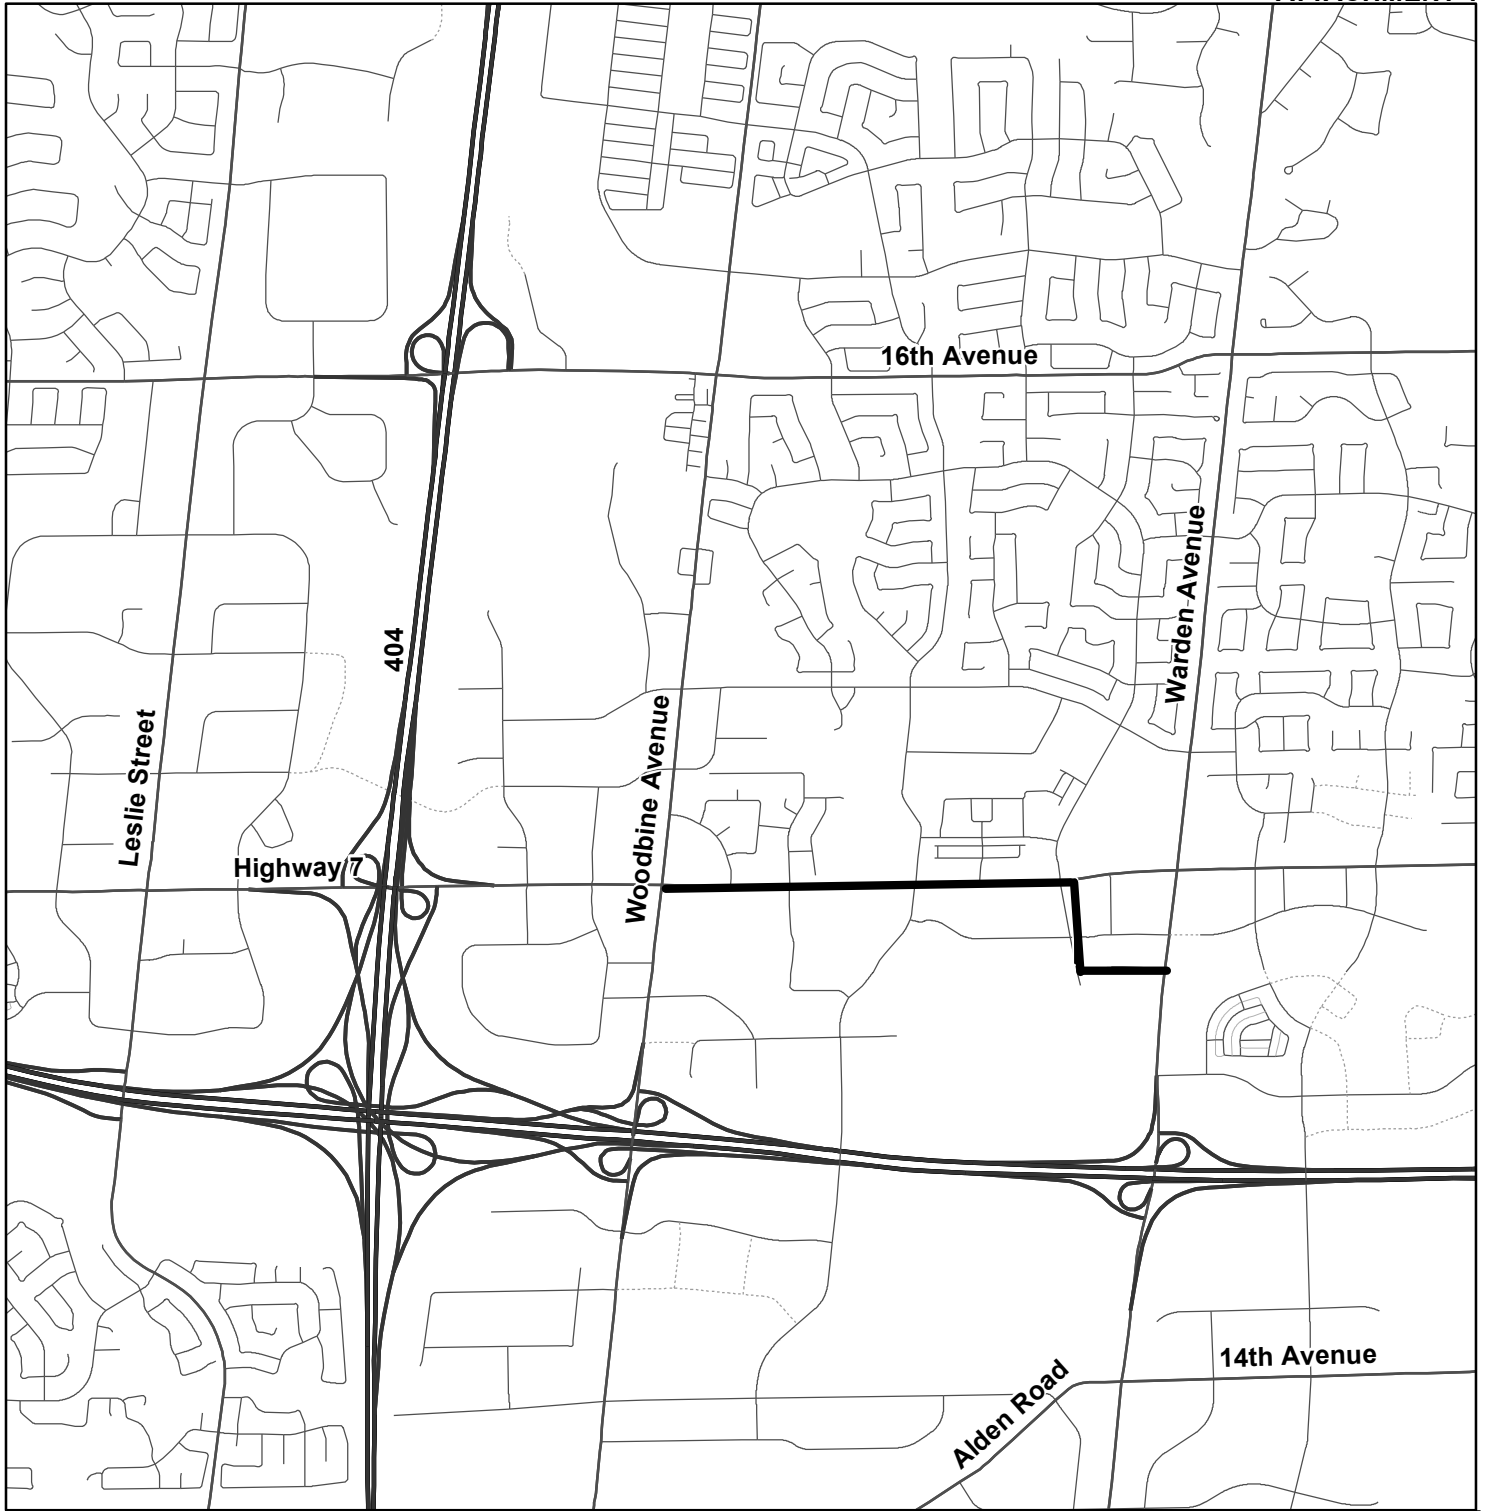 16th Avenue
Warden Avenue
404
Leslie Street
Woodbine Avenue
Highway 7
14th Avenue
Alden Road